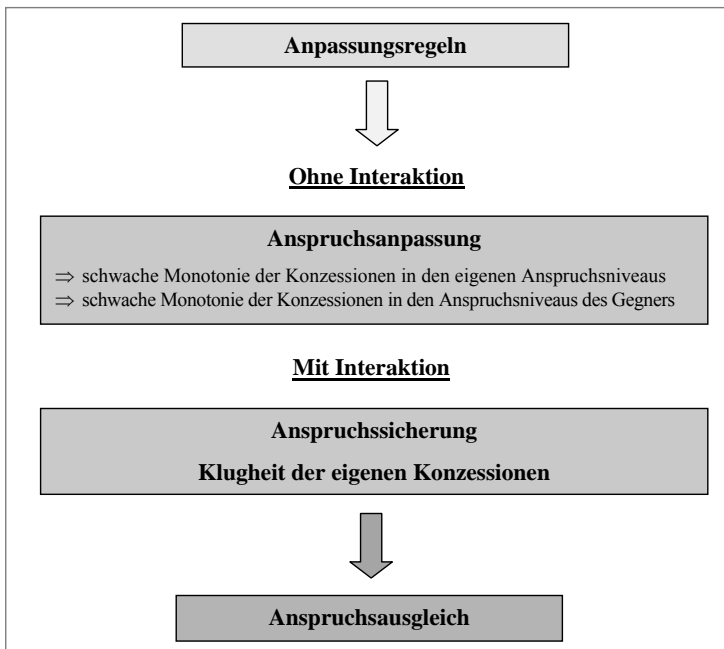 Anpassungsregeln
Ohne Interaktion
Anspruchsanpassung
⇒ schwache Monotonie der Konzessionen in den eigenen Anspruchsniveaus
⇒ schwache Monotonie der Konzessionen in den Anspruchsniveaus des Gegners
Mit Interaktion
Anspruchssicherung
Klugheit der eigenen Konzessionen
Anspruchsausgleich